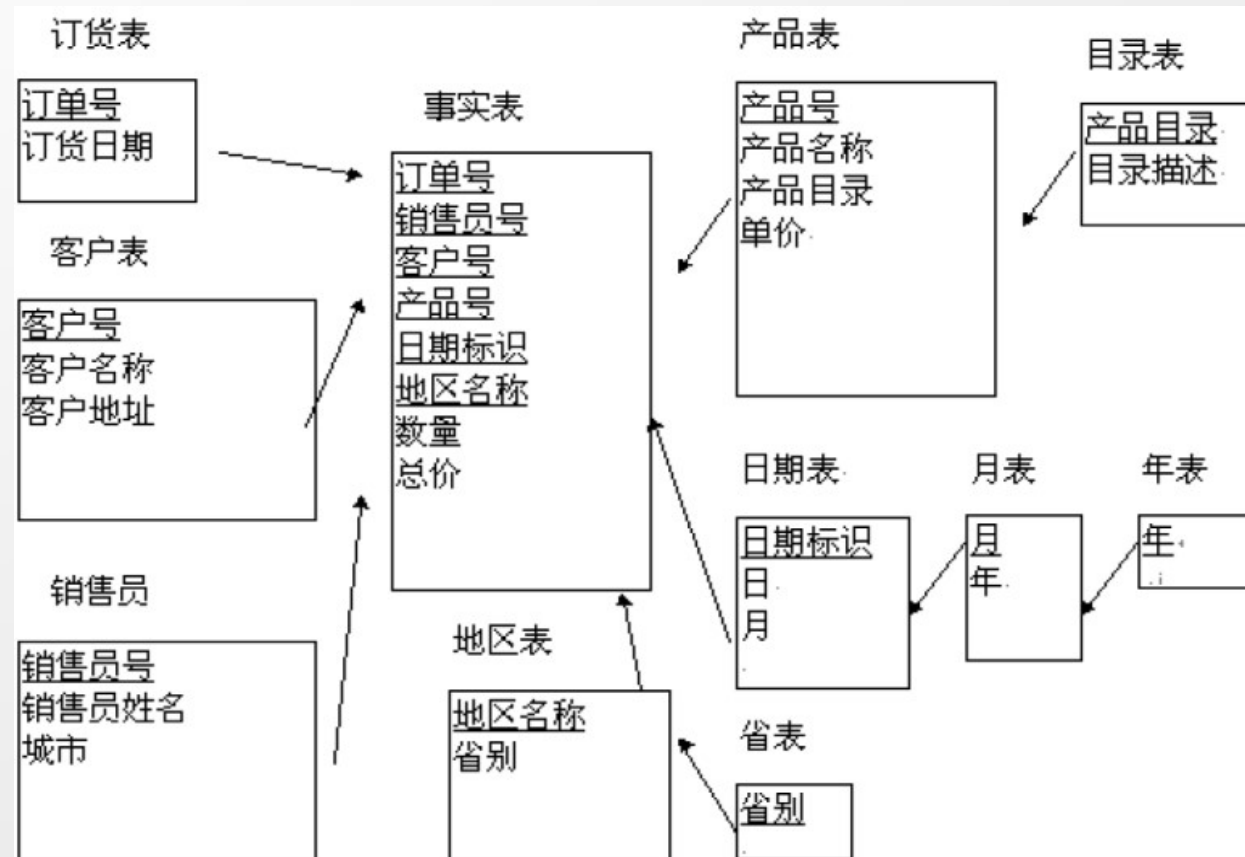 订货表
订单号
订货日期
客户表
客户号
客户名称
客户地址
销售员
销售员号
销售员姓名
城市
事实表
订单号
销售员号
客户号
产品号
日期标识
地区名称
数量
总价
地区表
地区名称
省别
产品表
产品号
产品名称
产品目录
单价
目录表
产品目录
目录描述
日期表
日期标识
日
月
月表
月
年
年表
年
省表
省别